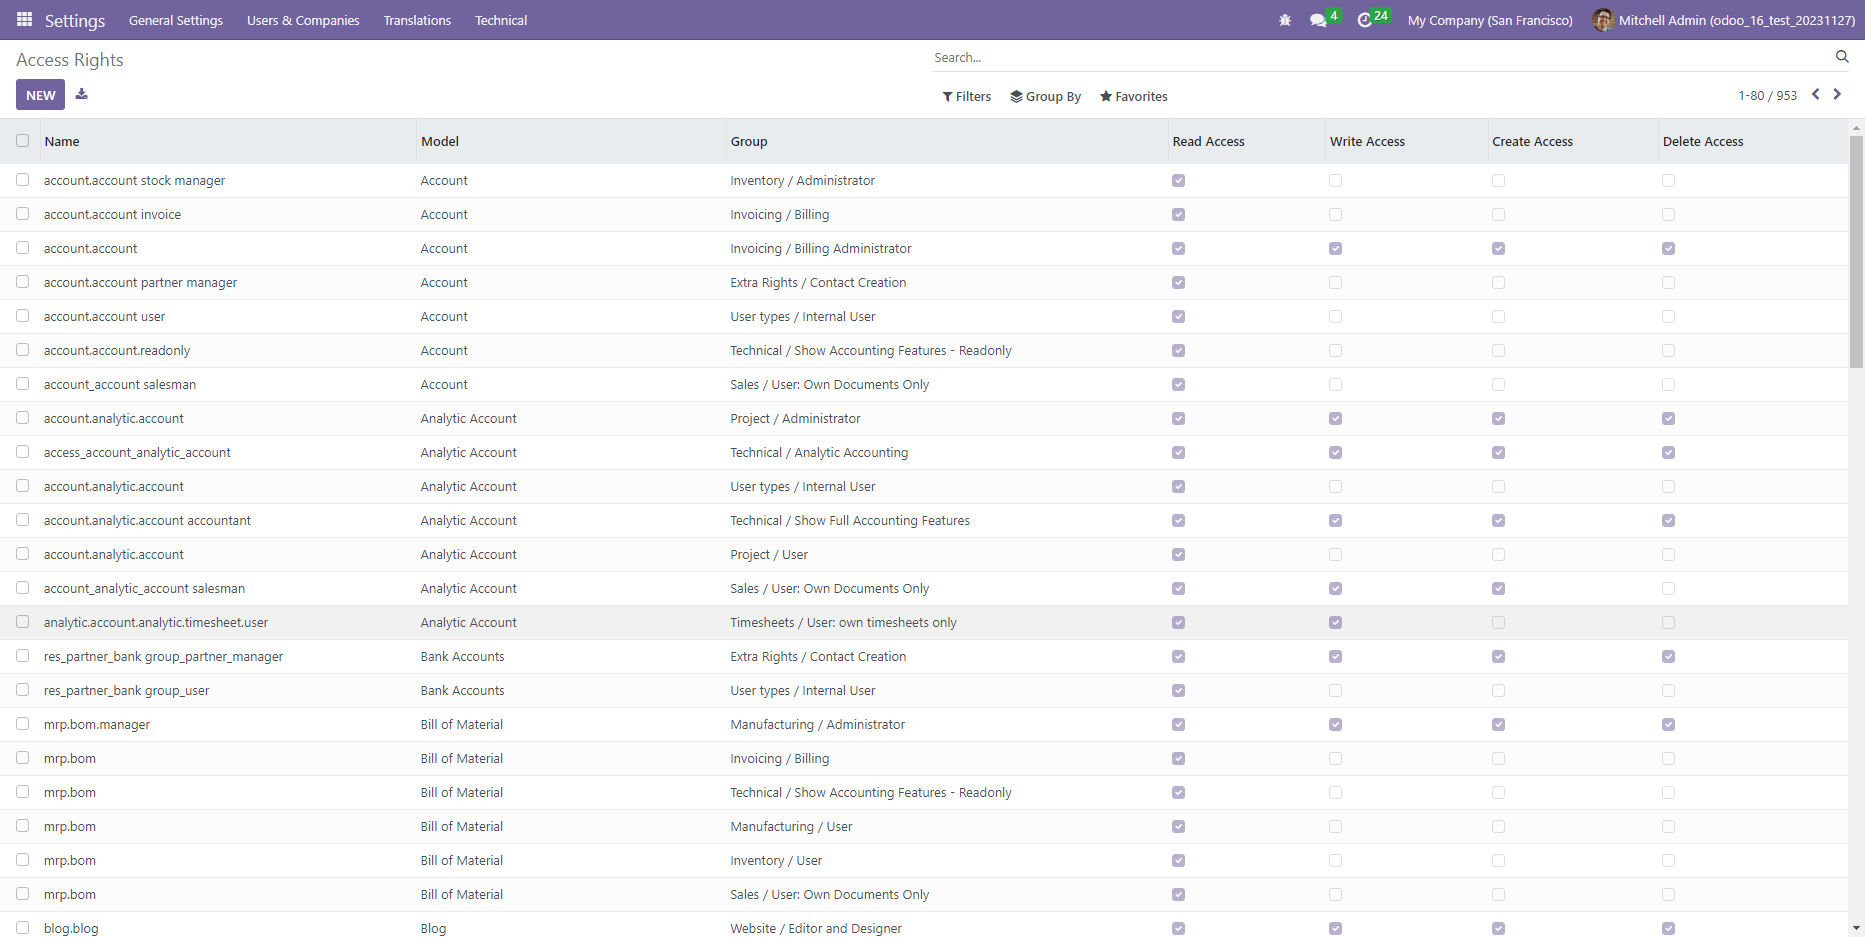 Settings General Settings Users & Companies Translations Technical 4 24 My Company (San Francisco) Mitchell Admin (odoo_16_test_20231127)
Access Rights Search...
NEW Filters Group By Favorites 1-80 / 953
Name Model Group Read Access Write Access Create Access Delete Access
account.account stock manager Account Inventory / Administrator
account.account invoice Account Invoicing / Billing
account.account Account Invoicing / Billing Administrator
account.account partner manager Account Extra Rights / Contact Creation
account.account user Account User types / Internal User
account.account.readonly Account Technical / Show Accounting Features - Readonly
account_account salesman Account Sales / User: Own Documents Only
account.analytic.account Analytic Account Project / Administrator
access_account_analytic_account Analytic Account Technical / Analytic Accounting
account.analytic.account Analytic Account User types / Internal User
account.analytic.account accountant Analytic Account Technical / Show Full Accounting Features
account.analytic.account Analytic Account Project / User
account_analytic_account salesman Analytic Account Sales / User: Own Documents Only
analytic.account.analytic.timesheet.user Analytic Account Timesheets / User: own timesheets only
res_partner_bank group_partner_manager Bank Accounts Extra Rights / Contact Creation
res_partner_bank group_user Bank Accounts User types / Internal User
mrp.bom.manager Bill of Material Manufacturing / Administrator
mrp.bom Bill of Material Invoicing / Billing
mrp.bom Bill of Material Technical / Show Accounting Features - Readonly
mrp.bom Bill of Material Manufacturing / User
mrp.bom Bill of Material Inventory / User
mrp.bom Bill of Material Sales / User: Own Documents Only
blog.blog Blog Website / Editor and Designer